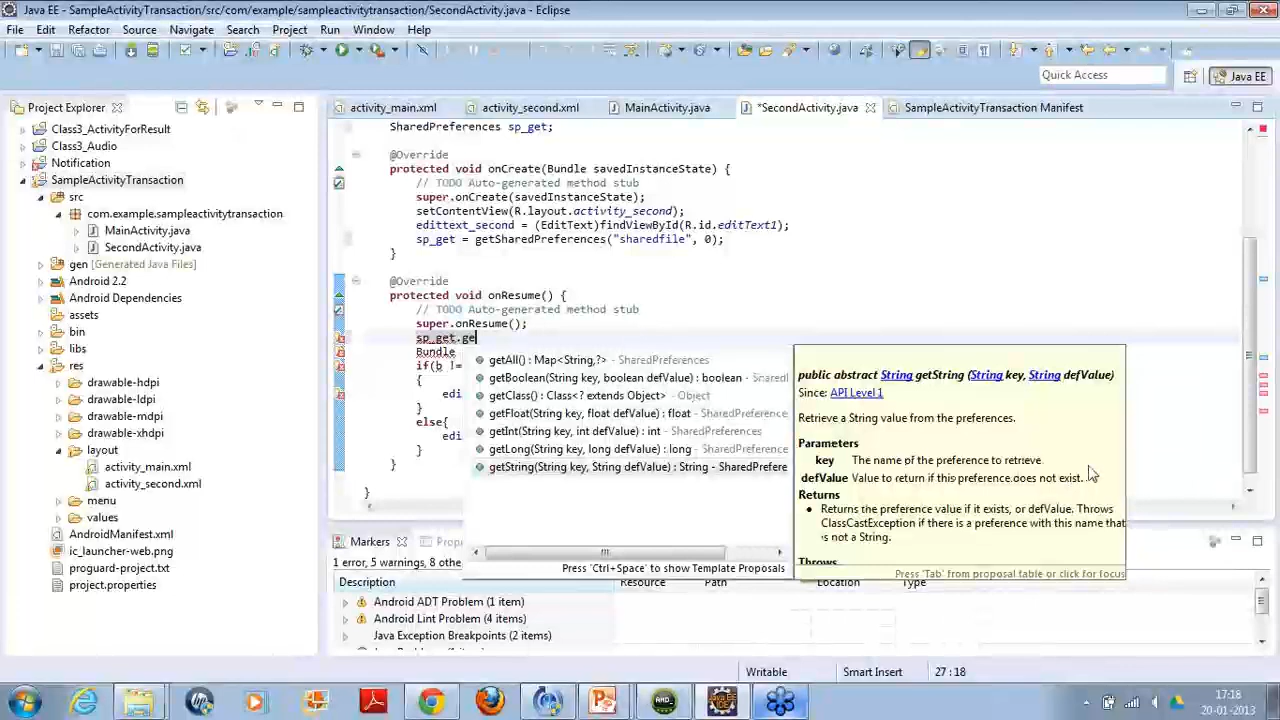 Java EE - SampleActivityTransaction/src/com/example/sampleactivitytransaction/SecondActivity.java - Eclipse
File Edit Refactor Source Navigate Search Project Run Window Help
Quick Access
Java EE
Project Explorer
activity_main.xml
activity_second.xml
MainActivity.java
*SecondActivity.java
SampleActivityTransaction Manifest
Class3_ActivityForResult
Class3_Audio
Notification
SampleActivityTransaction
src
com.example.sampleactivitytransaction
MainActivity.java
SecondActivity.java
gen [Generated Java Files]
Android 2.2
Android Dependencies
assets
bin
libs
res
drawable-hdpi
drawable-ldpi
drawable-mdpi
drawable-xhdpi
layout
activity_main.xml
activity_second.xml
menu
values
AndroidManifest.xml
ic_launcher-web.png
proguard-project.txt
project.properties
SharedPreferences sp_get;
@Override
protected void onCreate(Bundle savedInstanceState) {
// TODO Auto-generated method stub
super.onCreate(savedInstanceState);
setContentView(R.layout.activity_second);
edittext_second = (EditText)findViewById(R.id.editText1);
sp_get = getSharedPreferences("sharedfile", 0);
}
@Override
protected void onResume() {
// TODO Auto-generated method stub
super.onResume();
sp_get.ge
Bundle
if(b !=
{
edi
}
else{
edi
}
}
}
getAll() : Map<String,?> - SharedPreferences
getBoolean(String key, boolean defValue) : boolean - Shared
getClass() : Class<? extends Object> - Object
getFloat(String key, float defValue) : float - SharedPreference
getInt(String key, int defValue) : int - SharedPreferences
getLong(String key, long defValue) : long - SharedPreference
getString(String key, String defValue) : String - SharedPrefere
Press 'Ctrl+Space' to show Template Proposals
public abstract String getString (String key, String defValue)
Since: API Level 1
Retrieve a String value from the preferences.
Parameters
key The name of the preference to retrieve.
defValue Value to return if this preference does not exist.
Returns
Returns the preference value if it exists, or defValue. Throws
ClassCastException if there is a preference with this name that
is not a String.
Throws
Press 'Tab' from proposal table or click for focus
Markers
Prop
1 error, 5 warnings, 8 othe
Description Resource Path Location Type
Android ADT Problem (1 item)
Android Lint Problem (4 items)
Java Exception Breakpoints (2 items)
Writable
Smart Insert
27 : 18
17:18
20-01-2013